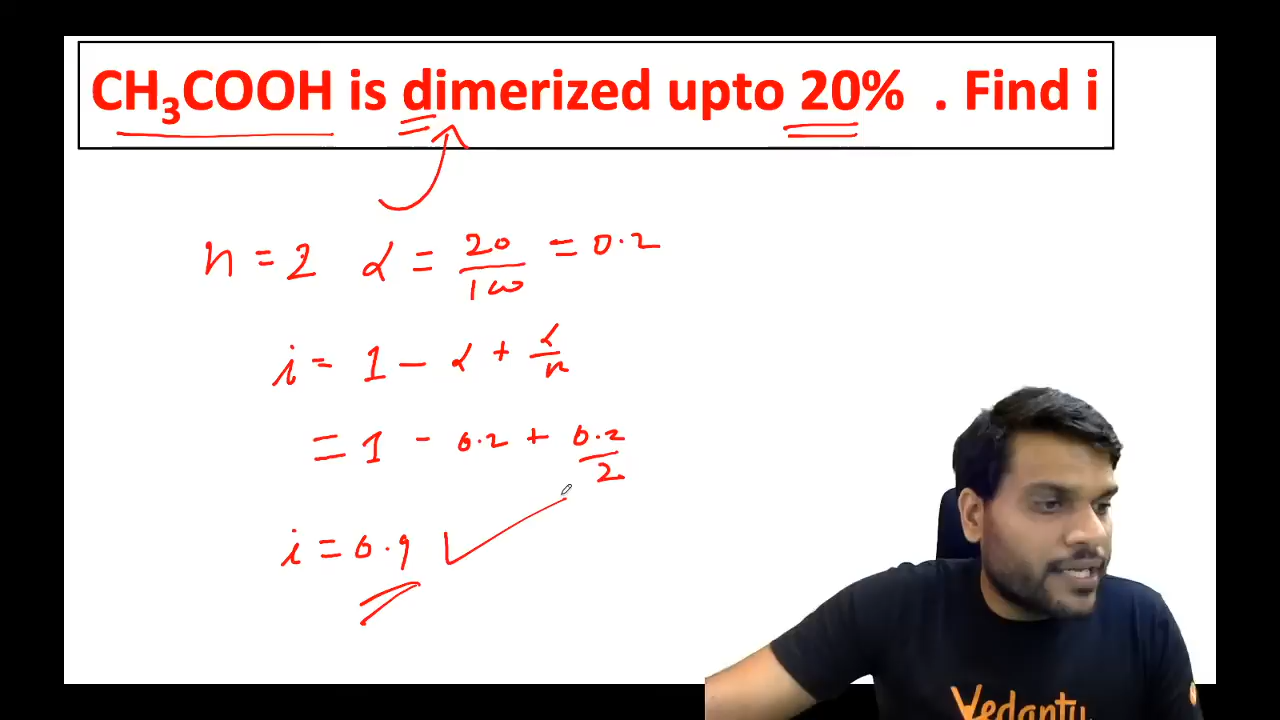 CH₃COOH is dimerized upto 20% . Find i
n = 2 α = 20/100 = 0.2
i = 1 - α + α/n
= 1 - 0.2 + 0.2/2
i = 0.9 ✓
Vedantu